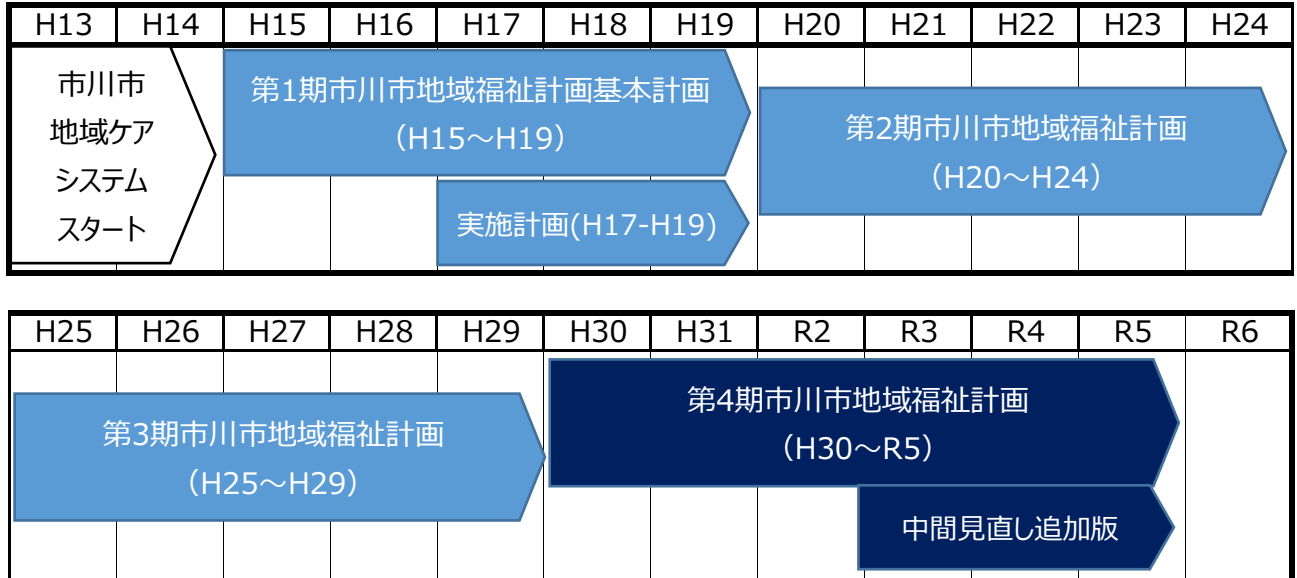 H13 H14 H15 H16 H17 H18 H19 H20 H21 H22 H23 H24
市川市
地域ケア
システム
スタート
第1期市川市地域福祉計画基本計画
（H15～H19）
実施計画(H17-H19)
第2期市川市地域福祉計画
（H20～H24）
H25 H26 H27 H28 H29 H30 H31 R2 R3 R4 R5 R6
第3期市川市地域福祉計画
（H25～H29）
第4期市川市地域福祉計画
（H30～R5）
中間見直し追加版